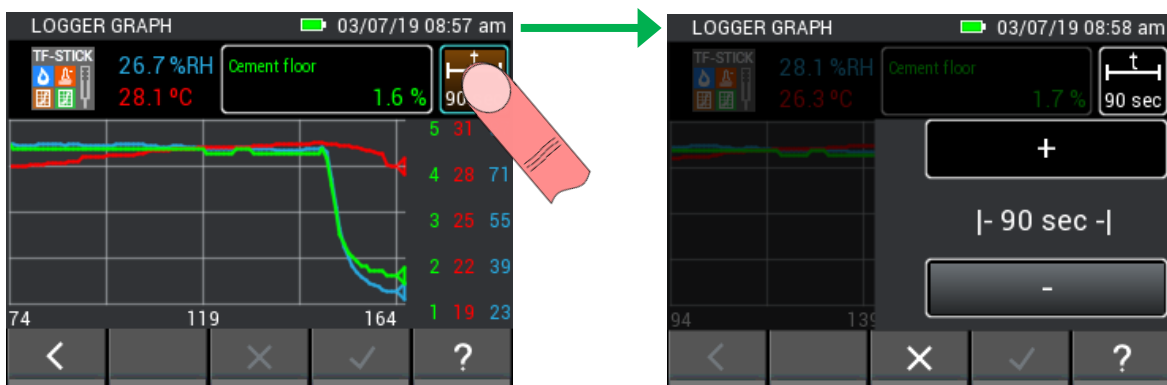 LOGGER GRAPH 03/07/19 08:57 am
TF-STICK
26.7 %RH
28.1 ºC
Cement floor
1.6 %
t
90
5 31
4 28 71
3 25 55
2 22 39
1 19 23
74 119 164
< × ✓ ?
LOGGER GRAPH 03/07/19 08:58 am
TF-STICK
28.1 %RH
26.3 ºC
Cement floor
1.7 %
t
90 sec
+
|- 90 sec -|
-
94 139
< × ✓ ?